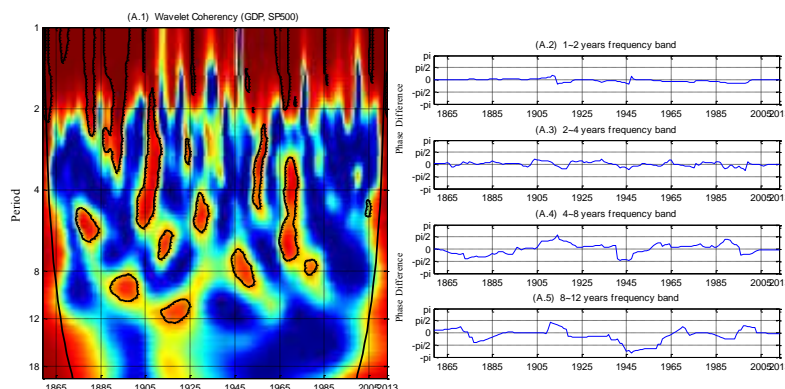 (A.1) Wavelet Coherency (GDP, SP500)
Period
1
2
4
8
12
18
1865 1885 1905 1925 1945 1965 1985 2005 2013
(A.2) 1~2 years frequency band
Phase Difference
pi
pi/2
0
-pi/2
-pi
1865 1885 1905 1925 1945 1965 1985 2005 201
(A.3) 2~4 years frequency band
pi
pi/2
0
-pi/2
-pi
1865 1885 1905 1925 1945 1965 1985 2005 201
(A.4) 4~8 years frequency band
Phase Difference
pi
pi/2
0
-pi/2
-pi
1865 1885 1905 1925 1945 1965 1985 2005 201
(A.5) 8~12 years frequency band
pi
pi/2
0
-pi/2
-pi
1865 1885 1905 1925 1945 1965 1985 2005 201